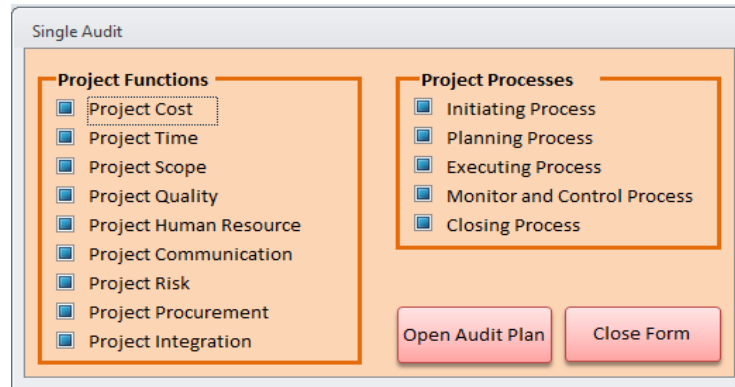 Single Audit
Project Functions
Project Cost
Project Time
Project Scope
Project Quality
Project Human Resource
Project Communication
Project Risk
Project Procurement
Project Integration
Project Processes
Initiating Process
Planning Process
Executing Process
Monitor and Control Process
Closing Process
Open Audit Plan
Close Form